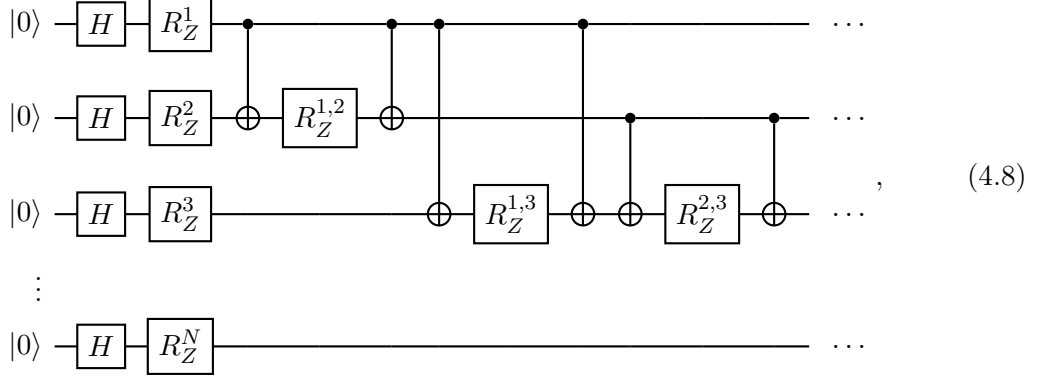 |0⟩ H R_Z^1 ···
|0⟩ H R_Z^2 R_Z^{1,2} ···
, (4.8)
|0⟩ H R_Z^3 R_Z^{1,3} R_Z^{2,3} ···
⋮
|0⟩ H R_Z^N ···